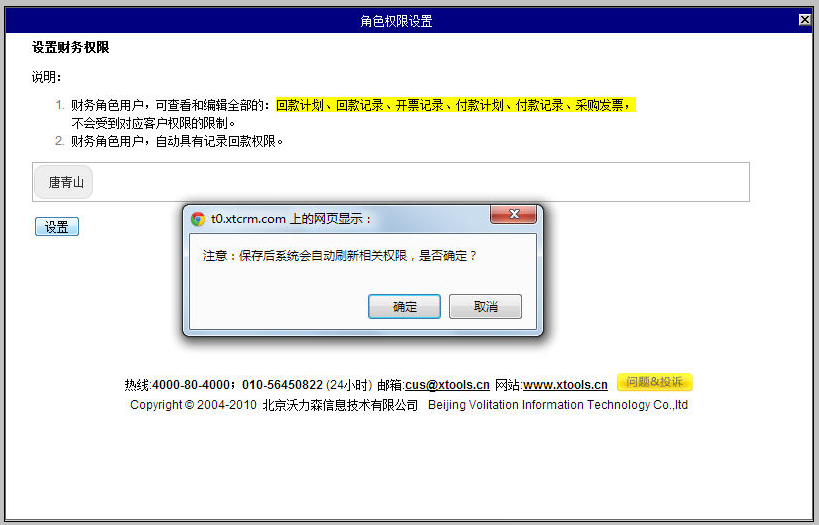 角色权限设置
设置财务权限
说明：
1. 财务角色用户，可查看和编辑全部的：回款计划、回款记录、开票记录、付款计划、付款记录、采购发票，
不会受到对应客户权限的限制。
2. 财务角色用户，自动具有记录回款权限。
唐青山
设置
t0.xtcrm.com 上的网页显示：
注意：保存后系统会自动刷新相关权限，是否确定？
确定 取消
热线:4000-80-4000；010-56450822 (24小时) 邮箱:cus@xtools.cn 网站:www.xtools.cn 问题&投诉
Copyright © 2004-2010 北京沃力森信息技术有限公司 Beijing Volitation Information Technology Co.,ltd